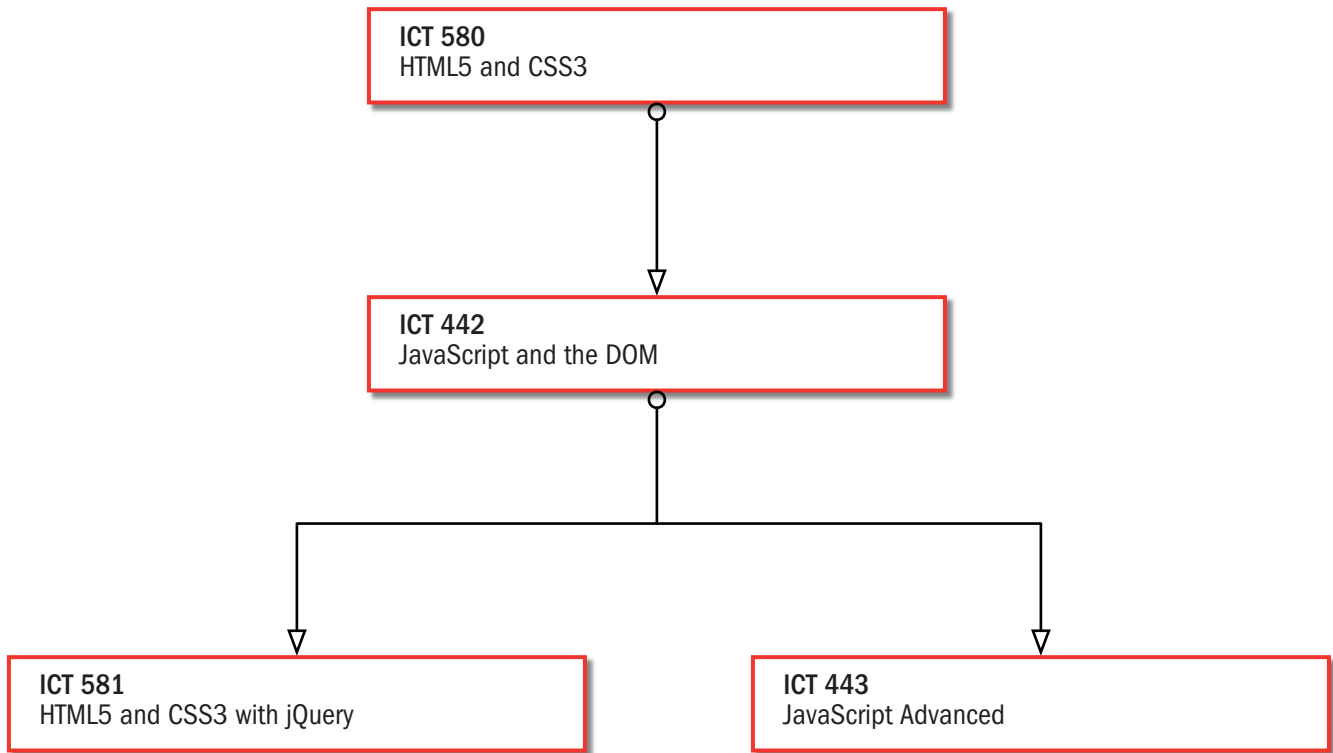 ICT 580
HTML5 and CSS3
ICT 442
JavaScript and the DOM
ICT 581
HTML5 and CSS3 with jQuery
ICT 443
JavaScript Advanced